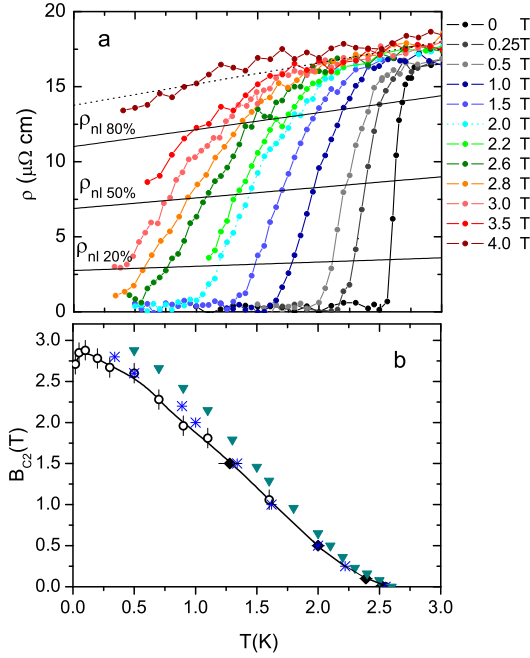 a
20
15
10
5
0
ρ (μΩ cm)
ρnl 80%
ρnl 50%
ρnl 20%
0 T
0.25T
0.5 T
1.0 T
1.5 T
2.0 T
2.2 T
2.6 T
2.8 T
3.0 T
3.5 T
4.0 T
b
3.0
2.5
2.0
1.5
1.0
0.5
0.0
BC2(T)
0.0 0.5 1.0 1.5 2.0 2.5 3.0
T(K)